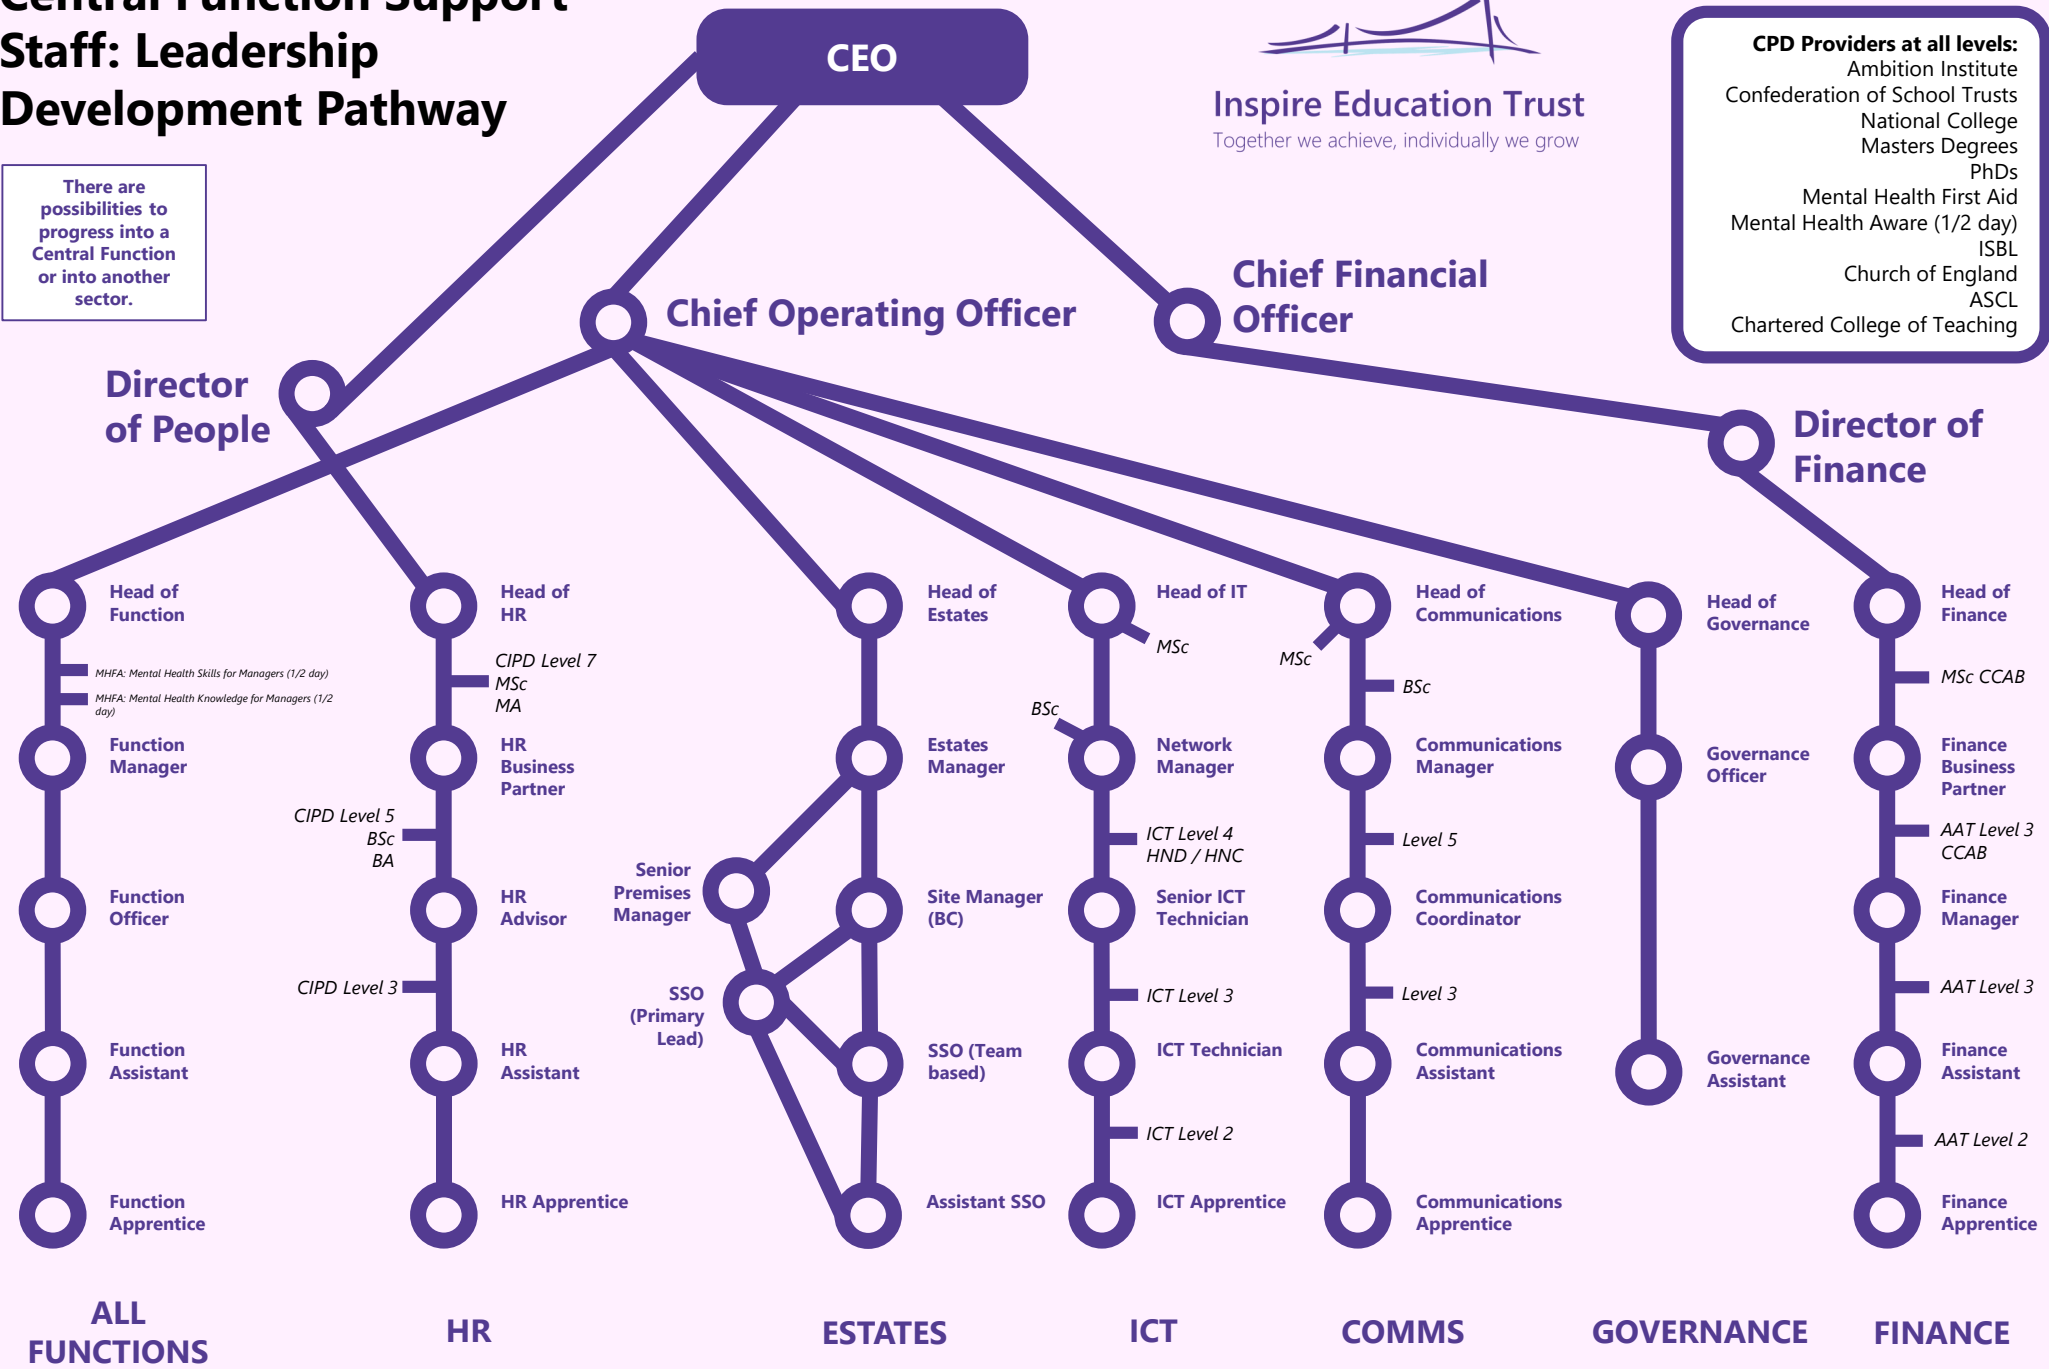 Central Function Support
Staff: Leadership
Development Pathway
There are
possibilities to
progress into a
Central Function
or into another
sector.
CEO
Inspire Education Trust
Together we achieve, individually we grow
CPD Providers at all levels:
Ambition Institute
Confederation of School Trusts
National College
Masters Degrees
PhDs
Mental Health First Aid
Mental Health Aware (1/2 day)
ISBL
Church of England
ASCL
Chartered College of Teaching
Chief Operating Officer
Chief Financial
Officer
Director
of People
Director of
Finance
Head of
Function
MHFA: Mental Health Skills for Managers (1/2 day)
MHFA: Mental Health Knowledge for Managers (1/2
day)
Function
Manager
Function
Officer
Function
Assistant
Function
Apprentice
ALL
FUNCTIONS
Head of
HR
CIPD Level 7
MSc
MA
HR
Business
Partner
CIPD Level 5
BSc
BA
HR
Advisor
CIPD Level 3
HR
Assistant
HR Apprentice
HR
Head of
Estates
Estates
Manager
Senior
Premises
Manager
Site Manager
(BC)
SSO
(Primary
Lead)
SSO (Team
based)
Assistant SSO
ESTATES
Head of IT
MSc
BSc
Network
Manager
ICT Level 4
HND / HNC
Senior ICT
Technician
ICT Level 3
ICT Technician
ICT Level 2
ICT Apprentice
ICT
Head of
Communications
MSc
BSc
Communications
Manager
Level 5
Communications
Coordinator
Level 3
Communications
Assistant
Communications
Apprentice
COMMS
Head of
Governance
Governance
Officer
Governance
Assistant
GOVERNANCE
Head of
Finance
MSc CCAB
Finance
Business
Partner
AAT Level 3
CCAB
Finance
Manager
AAT Level 3
Finance
Assistant
AAT Level 2
Finance
Apprentice
FINANCE